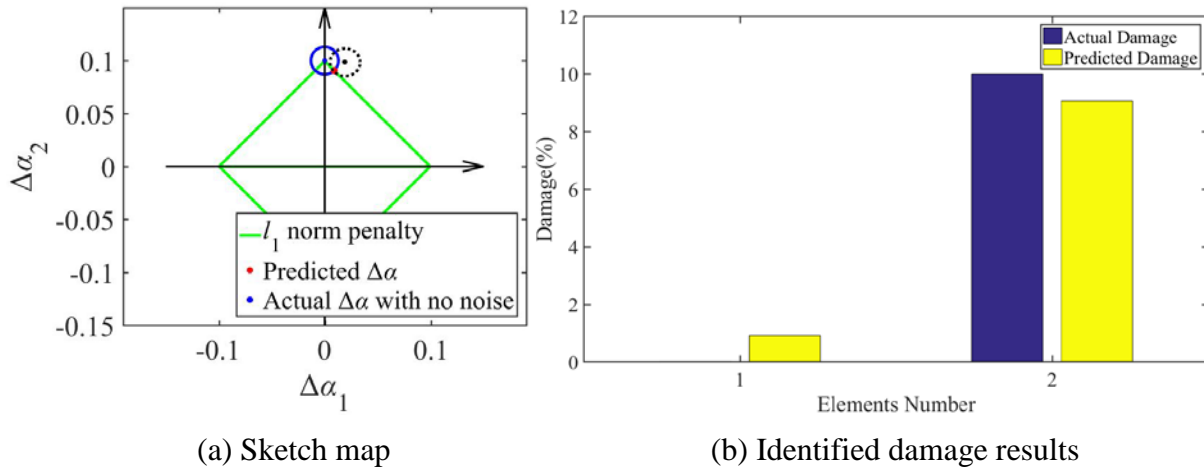 0.1
0.05
0
-0.05
-0.1
-0.15
Δα2
-0.1
0
0.1
Δα1
l1 norm penalty
Predicted Δα
Actual Δα with no noise
(a) Sketch map
12
10
8
6
4
2
0
Damage(%)
1
2
Elements Number
Actual Damage
Predicted Damage
(b) Identified damage results